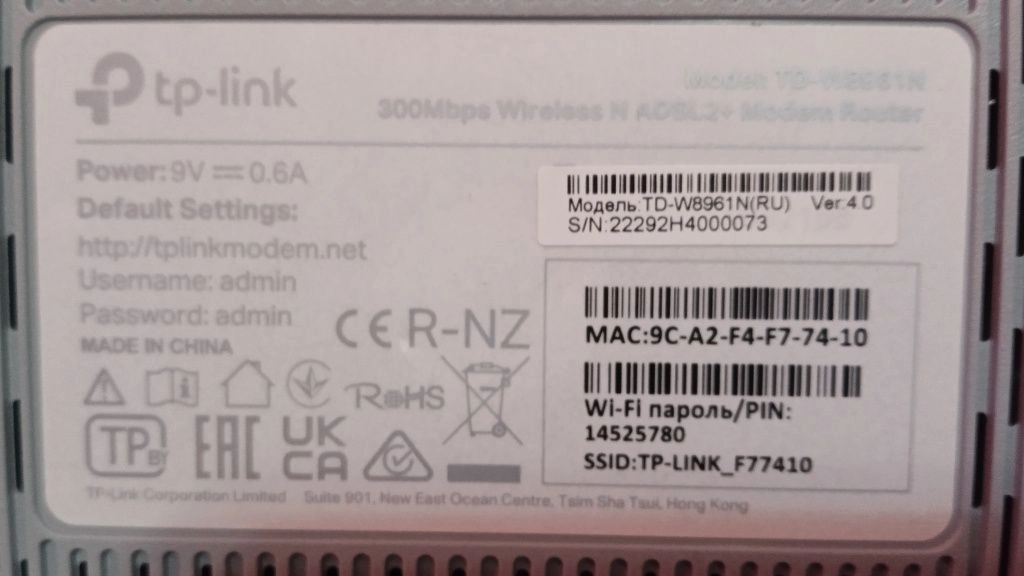 tp-link
Model: TD-W8961N
300Mbps Wireless N ADSL2+ Modem Router
Power: 9V ⎓ 0.6A
Default Settings:
http://tplinkmodem.net
Username: admin
Password: admin
MADE IN CHINA
Модель:TD-W8961N(RU) Ver:4.0
S/N:22292H4000073
MAC:9C-A2-F4-F7-74-10
Wi-Fi пароль/PIN:
14525780
SSID:TP-LINK_F77410
CE R-NZ
RoHS
TP BY EAC UK CA
TP-Link Corporation Limited Suite 901, New East Ocean Centre, Tsim Sha Tsui, Hong Kong